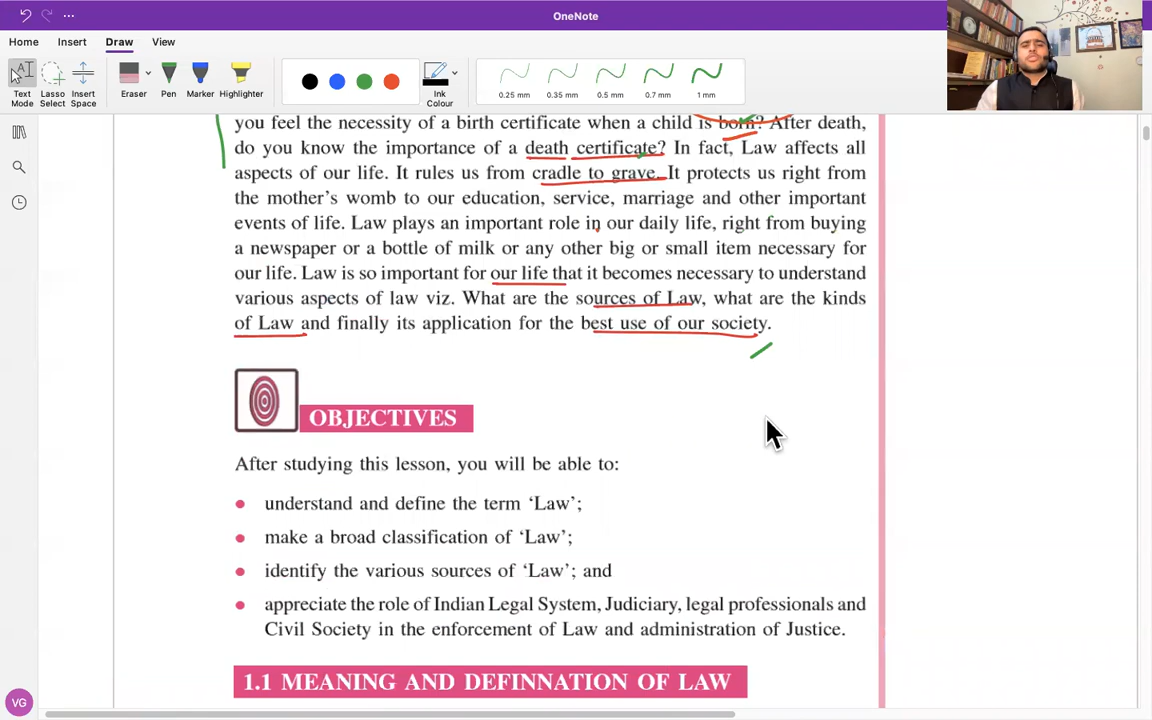 OneNote
Home Insert Draw View
Text Mode
Lasso Select
Insert Space
Eraser
Pen
Marker
Highlighter
Ink Colour
0.25 mm 0.35 mm 0.5 mm 0.7 mm 1 mm
you feel the necessity of a birth certificate when a child is born? After death,
do you know the importance of a death certificate? In fact, Law affects all
aspects of our life. It rules us from cradle to grave. It protects us right from
the mother's womb to our education, service, marriage and other important
events of life. Law plays an important role in our daily life, right from buying
a newspaper or a bottle of milk or any other big or small item necessary for
our life. Law is so important for our life that it becomes necessary to understand
various aspects of law viz. What are the sources of Law, what are the kinds
of Law and finally its application for the best use of our society.
OBJECTIVES
After studying this lesson, you will be able to:
• understand and define the term ‘Law’;
• make a broad classification of ‘Law’;
• identify the various sources of ‘Law’; and
• appreciate the role of Indian Legal System, Judiciary, legal professionals and
Civil Society in the enforcement of Law and administration of Justice.
1.1 MEANING AND DEFINNATION OF LAW
VG